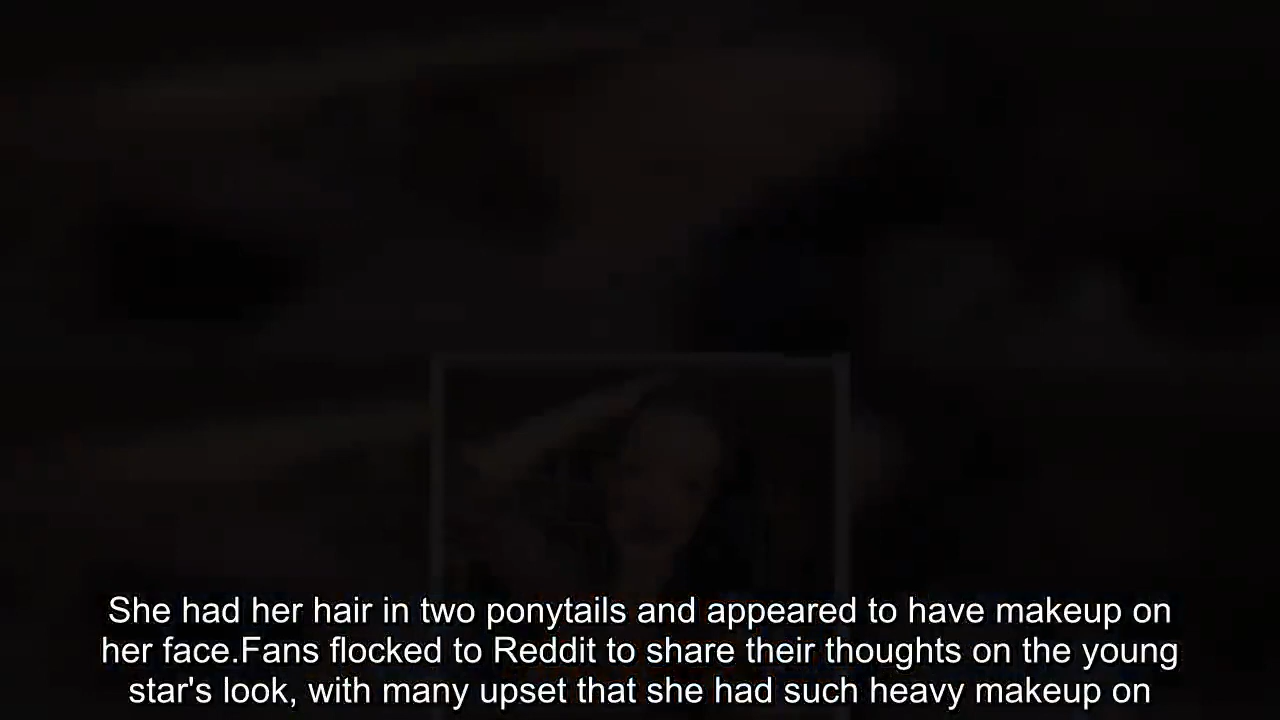 She had her hair in two ponytails and appeared to have makeup on
her face.Fans flocked to Reddit to share their thoughts on the young
star's look, with many upset that she had such heavy makeup on